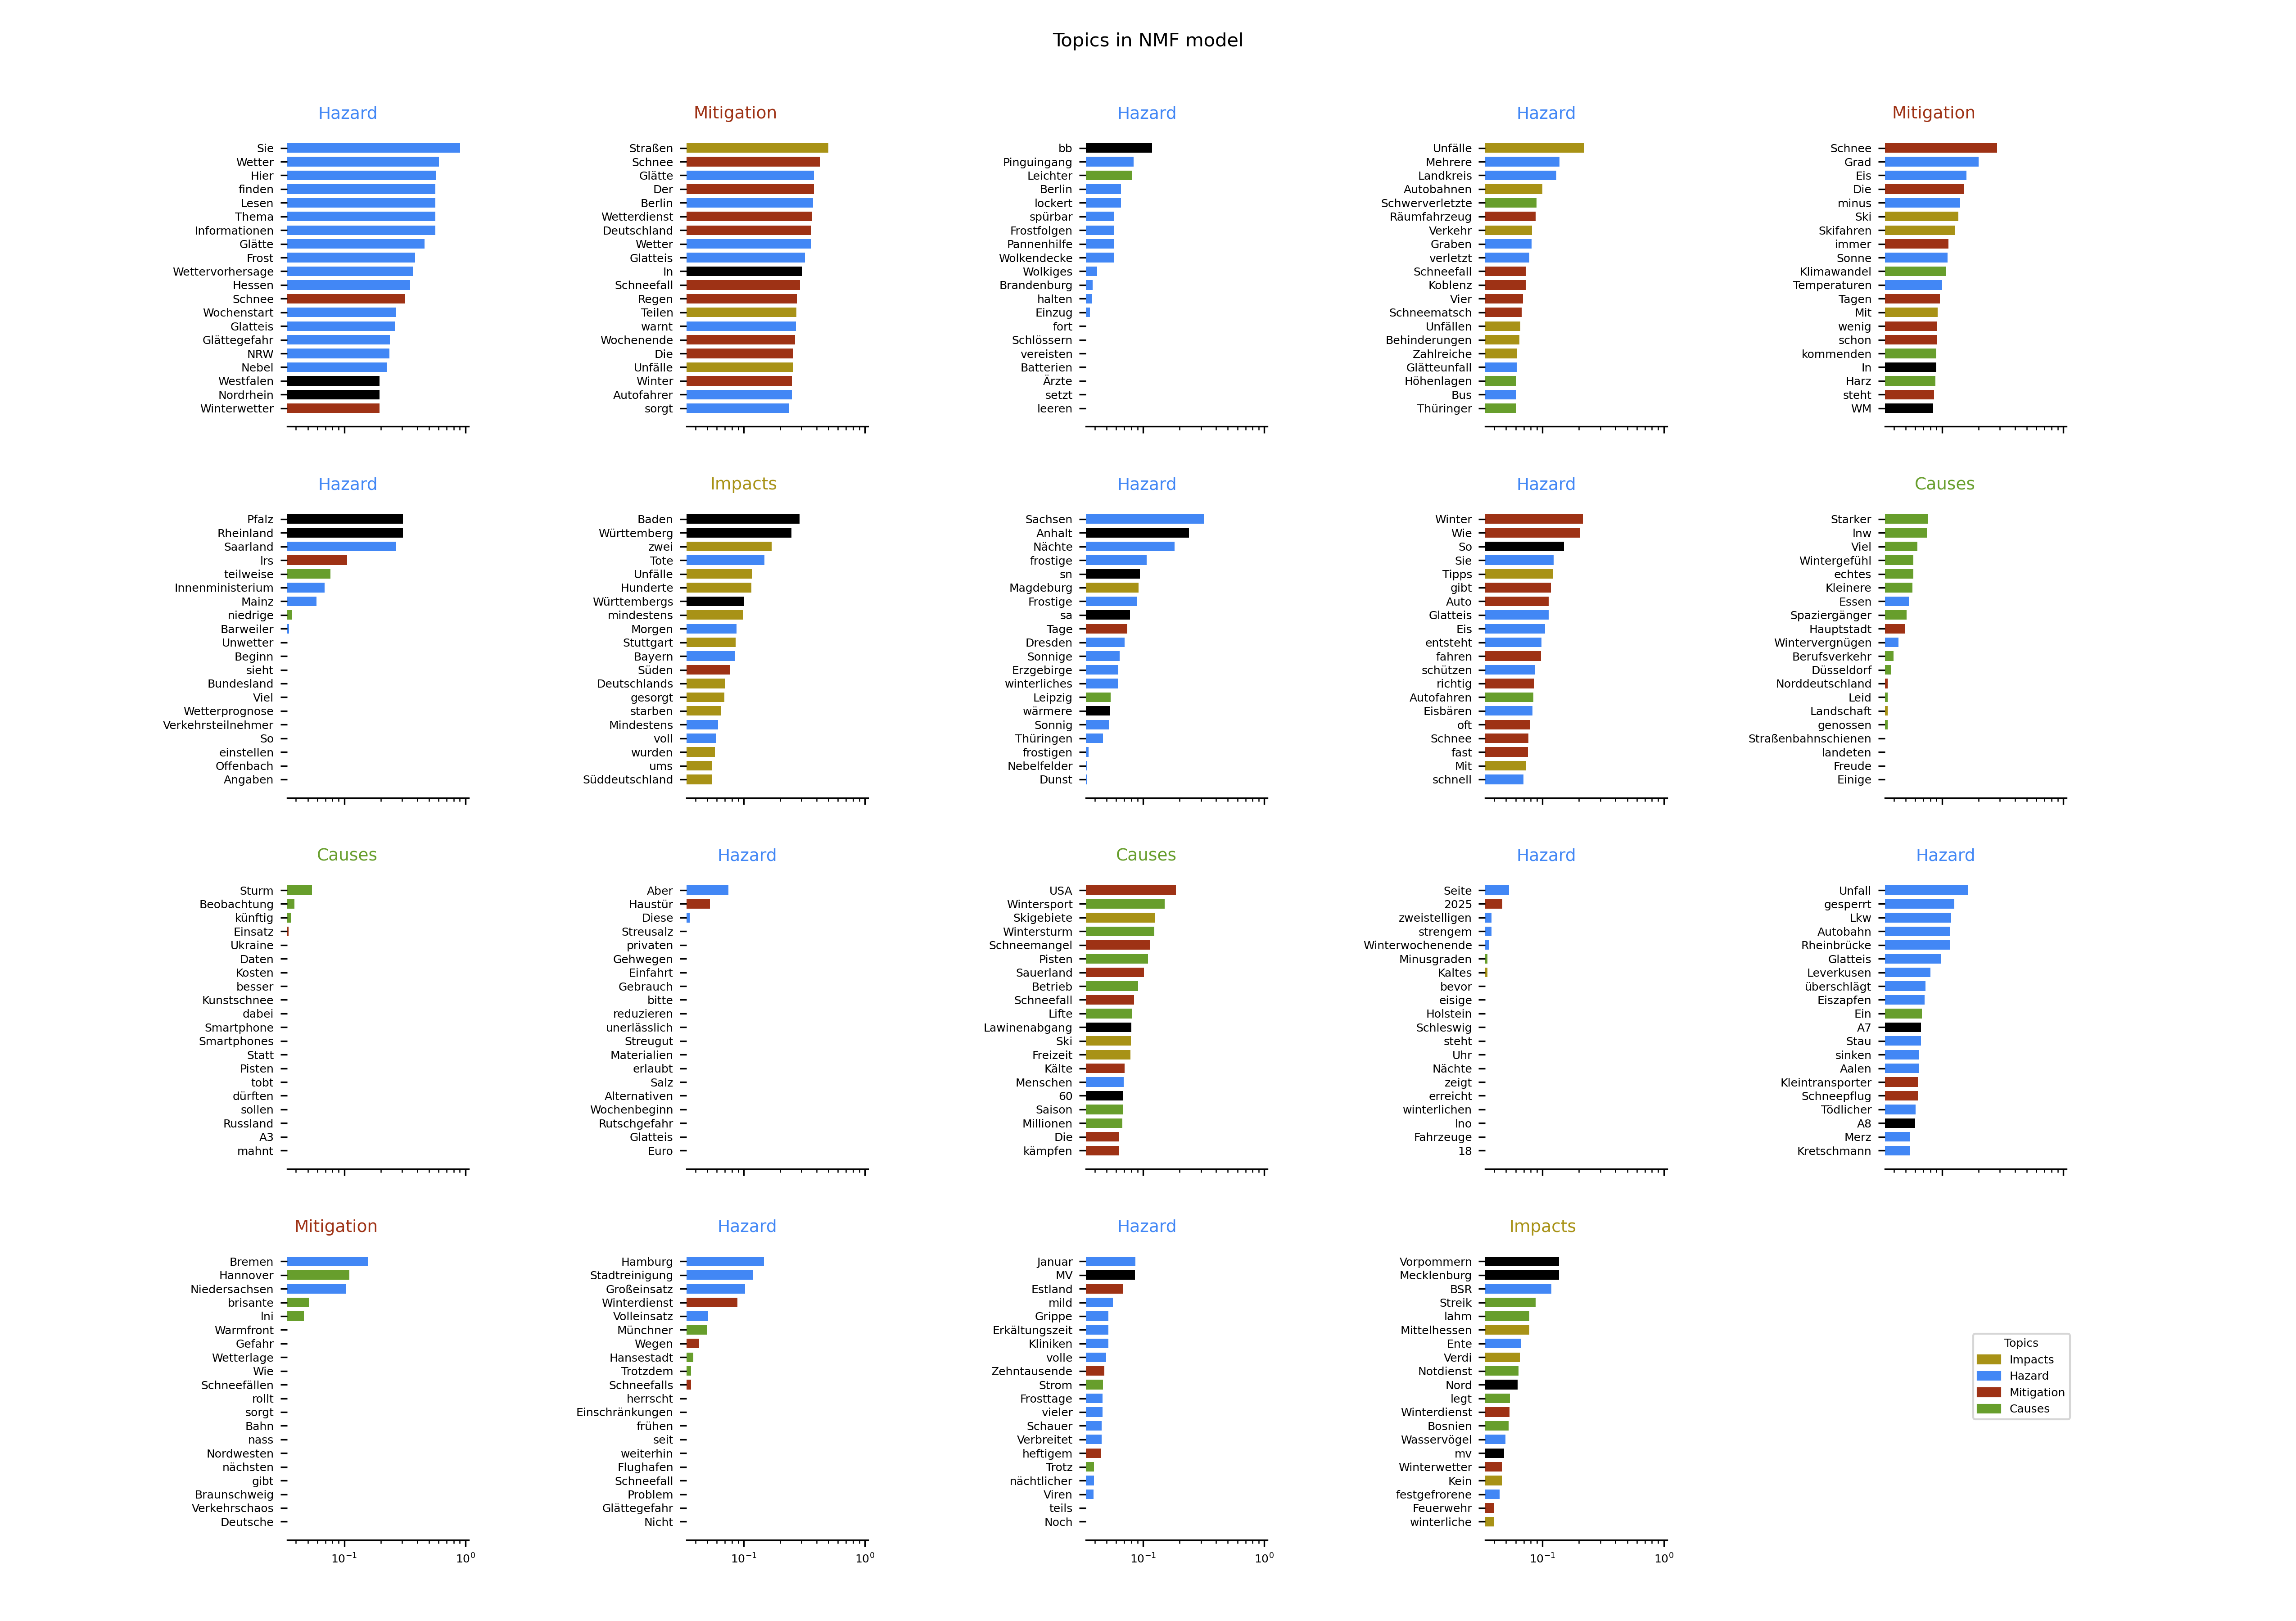 Topics in NMF model
Hazard
Sie
Wetter
Hier
finden
Lesen
Thema
Informationen
Glätte
Frost
Wettervorhersage
Hessen
Schnee
Wochenstart
Glatteis
Glättegefahr
NRW
Nebel
Westfalen
Nordrhein
Winterwetter
Mitigation
Straßen
Schnee
Glätte
Der
Berlin
Wetterdienst
Deutschland
Wetter
Glatteis
In
Schneefall
Regen
Teilen
warnt
Wochenende
Die
Unfälle
Winter
Autofahrer
sorgt
Hazard
bb
Pinguingang
Leichter
Berlin
lockert
spürbar
Frostfolgen
Pannenhilfe
Wolkendecke
Wolkiges
Brandenburg
halten
Einzug
fort
Schlössern
vereisten
Batterien
Ärzte
setzt
leeren
Hazard
Unfälle
Mehrere
Landkreis
Autobahnen
Schwerverletzte
Räumfahrzeug
Verkehr
Graben
verletzt
Schneefall
Koblenz
Vier
Schneematsch
Unfällen
Behinderungen
Zahlreiche
Glätteunfall
Höhenlagen
Bus
Thüringer
Mitigation
Schnee
Grad
Eis
Die
minus
Ski
Skifahren
immer
Sonne
Klimawandel
Temperaturen
Tagen
Mit
wenig
schon
kommenden
In
Harz
steht
WM
Hazard
Pfalz
Rheinland
Saarland
lrs
teilweise
Innenministerium
Mainz
niedrige
Barweiler
Unwetter
Beginn
sieht
Bundesland
Viel
Wetterprognose
Verkehrsteilnehmer
So
einstellen
Offenbach
Angaben
Impacts
Baden
Württemberg
zwei
Tote
Unfälle
Hunderte
Württembergs
mindestens
Morgen
Stuttgart
Bayern
Süden
Deutschlands
gesorgt
starben
Mindestens
voll
wurden
ums
Süddeutschland
Hazard
Sachsen
Anhalt
Nächte
frostige
sn
Magdeburg
Frostige
sa
Tage
Dresden
Sonnige
Erzgebirge
winterliches
Leipzig
wärmere
Sonnig
Thüringen
frostigen
Nebelfelder
Dunst
Hazard
Winter
Wie
So
Sie
Tipps
gibt
Auto
Glatteis
Eis
entsteht
fahren
schützen
richtig
Autofahren
Eisbären
oft
Schnee
fast
Mit
schnell
Causes
Starker
lnw
Viel
Wintergefühl
echtes
Kleinere
Essen
Spaziergänger
Hauptstadt
Wintervergnügen
Berufsverkehr
Düsseldorf
Norddeutschland
Leid
Landschaft
genossen
Straßenbahnschienen
landeten
Freude
Einige
Causes
Sturm
Beobachtung
künftig
Einsatz
Ukraine
Daten
Kosten
besser
Kunstschnee
dabei
Smartphone
Smartphones
Statt
Pisten
tobt
dürften
sollen
Russland
A3
mahnt
Hazard
Aber
Haustür
Diese
Streusalz
privaten
Gehwegen
Einfahrt
Gebrauch
bitte
reduzieren
unerlässlich
Streugut
Materialien
erlaubt
Salz
Alternativen
Wochenbeginn
Rutschgefahr
Glatteis
Euro
Causes
USA
Wintersport
Skigebiete
Wintersturm
Schneemangel
Pisten
Sauerland
Betrieb
Schneefall
Lifte
Lawinenabgang
Ski
Freizeit
Kälte
Menschen
60
Saison
Millionen
Die
kämpfen
Hazard
Seite
2025
zweistelligen
strengem
Winterwochenende
Minusgraden
Kaltes
bevor
eisige
Holstein
Schleswig
steht
Uhr
Nächte
zeigt
erreicht
winterlichen
lno
Fahrzeuge
18
Hazard
Unfall
gesperrt
Lkw
Autobahn
Rheinbrücke
Glatteis
Leverkusen
überschlägt
Eiszapfen
Ein
A7
Stau
sinken
Aalen
Kleintransporter
Schneepflug
Tödlicher
A8
Merz
Kretschmann
Mitigation
Bremen
Hannover
Niedersachsen
brisante
lni
Warmfront
Gefahr
Wetterlage
Wie
Schneefällen
rollt
sorgt
Bahn
nass
Nordwesten
nächsten
gibt
Braunschweig
Verkehrschaos
Deutsche
10⁻¹ 10⁰
Hazard
Hamburg
Stadtreinigung
Großeinsatz
Winterdienst
Volleinsatz
Münchner
Wegen
Hansestadt
Trotzdem
Schneefalls
herrscht
Einschränkungen
frühen
seit
weiterhin
Flughafen
Schneefall
Problem
Glättegefahr
Nicht
10⁻¹ 10⁰
Hazard
Januar
MV
Estland
mild
Grippe
Erkältungszeit
Kliniken
volle
Zehntausende
Strom
Frosttage
vieler
Schauer
Verbreitet
heftigem
Trotz
nächtlicher
Viren
teils
Noch
10⁻¹ 10⁰
Impacts
Vorpommern
Mecklenburg
BSR
Streik
lahm
Mittelhessen
Ente
Verdi
Notdienst
Nord
legt
Winterdienst
Bosnien
Wasservögel
mv
Winterwetter
Kein
festgefrorene
Feuerwehr
winterliche
10⁻¹ 10⁰
Topics
Impacts
Hazard
Mitigation
Causes